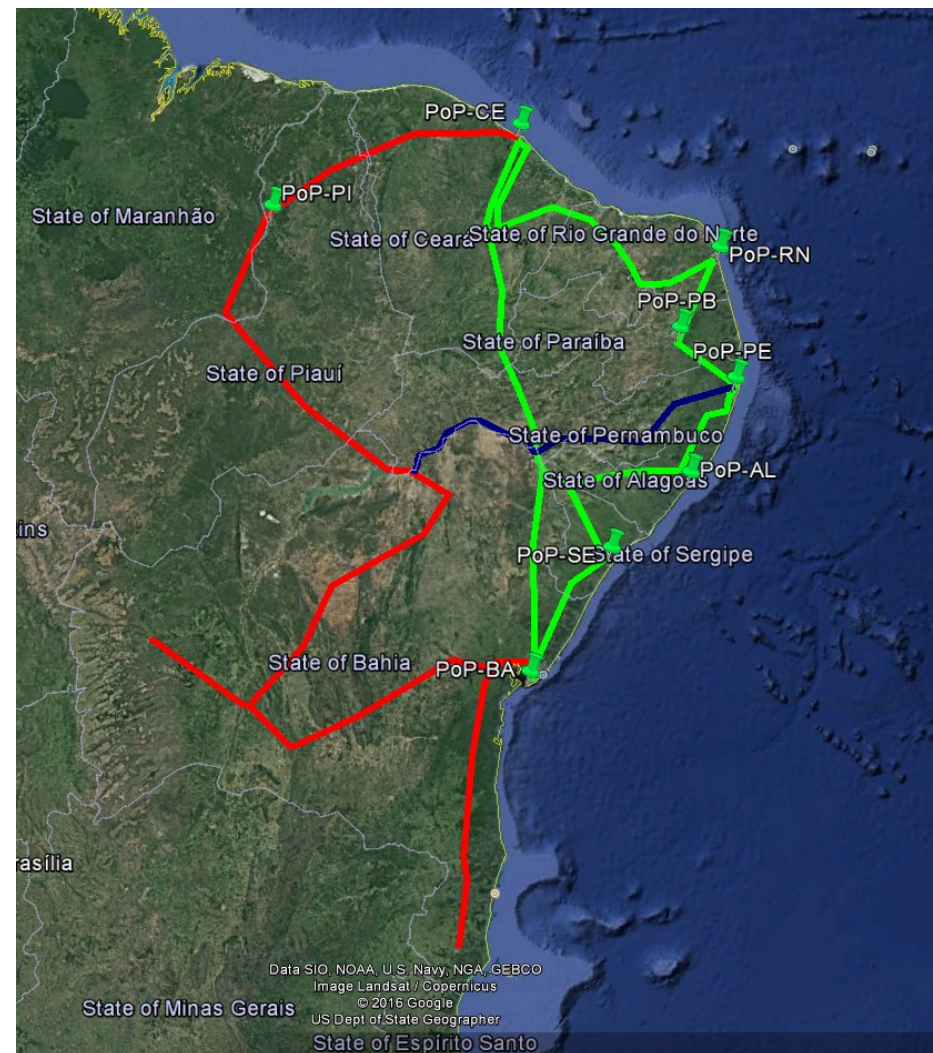 PoP-CE
PoP-PI
State of Maranhão
State of Ceará
State of Rio Grande do Norte
PoP-RN
PoP-PB
State of Paraíba
PoP-PE
State of Piauí
State of Pernambuco
PoP-AL
State of Alagoas
ins
PoP-SE
State of Sergipe
State of Bahia
PoP-BA
rasília
Data SIO, NOAA, U.S. Navy, NGA, GEBCO
Image Landsat / Copernicus
© 2016 Google
US Dept of State Geographer
State of Minas Gerais
State of Espírito Santo